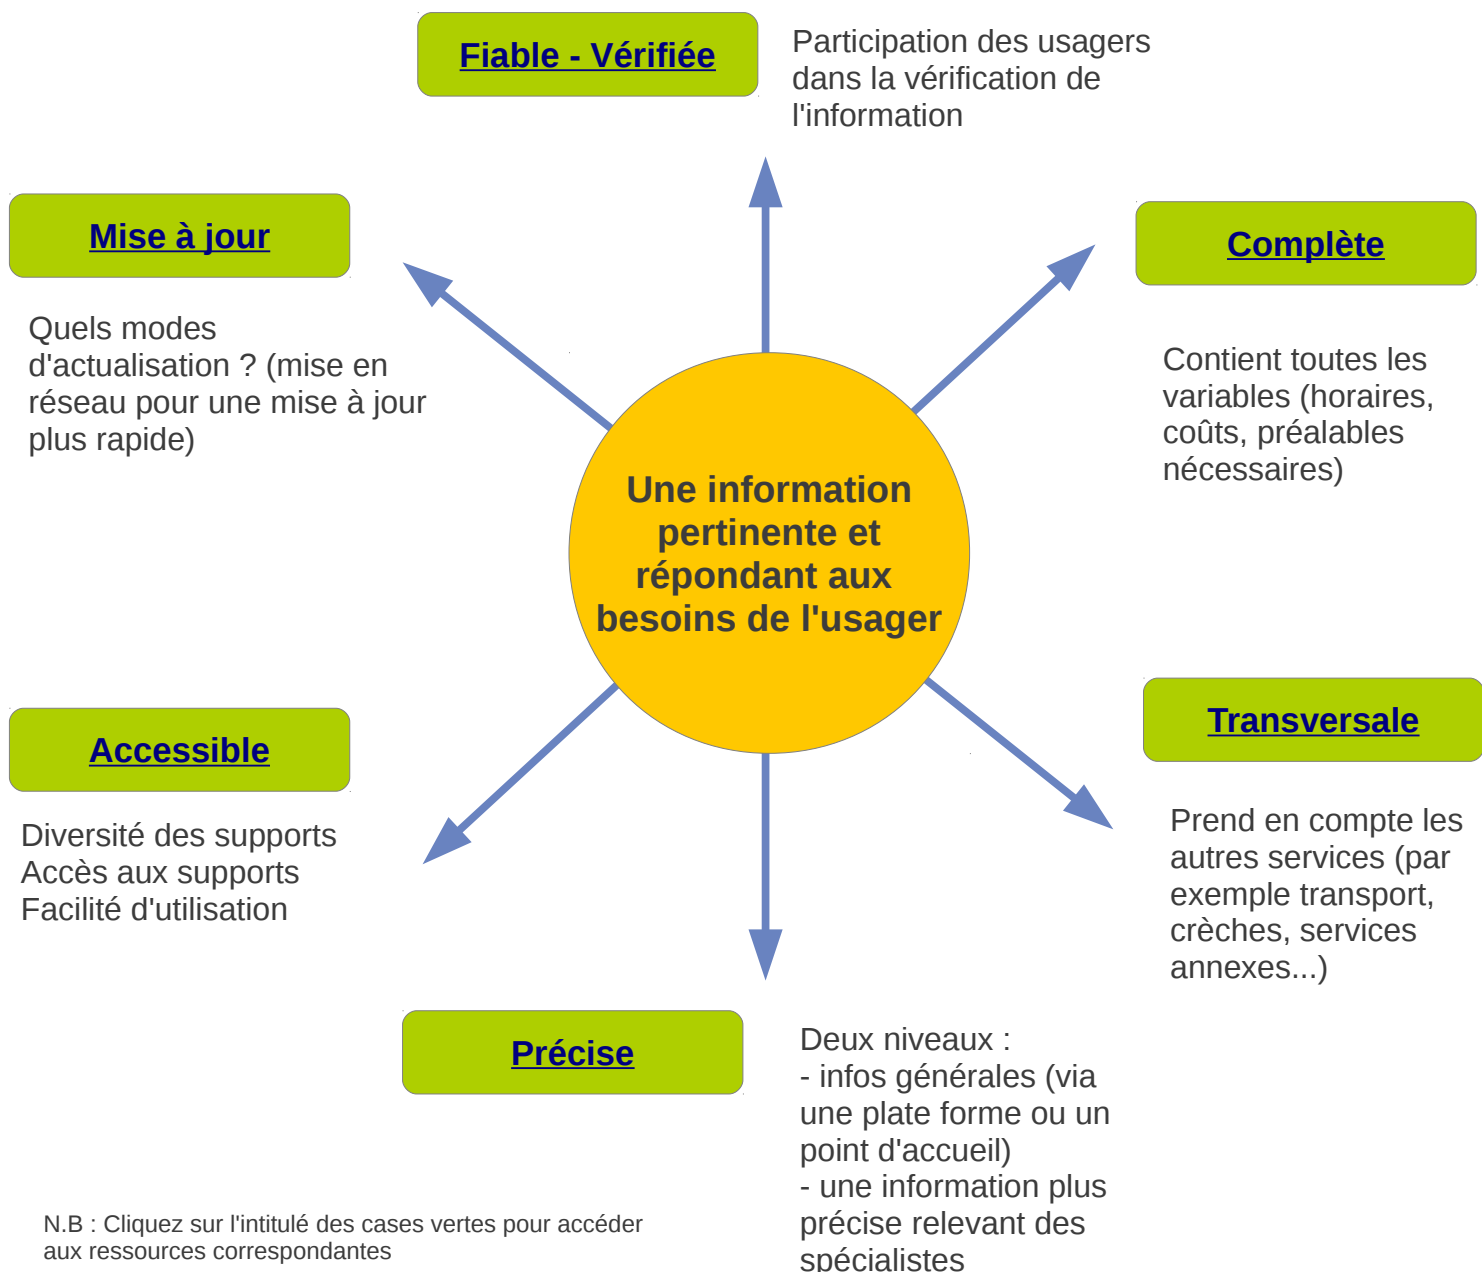 Fiable - Vérifiée
Participation des usagers
dans la vérification de
l'information
Mise à jour
Quels modes
d'actualisation ? (mise en
réseau pour une mise à jour
plus rapide)
Complète
Contient toutes les
variables (horaires,
coûts, préalables
nécessaires)
Une information
pertinente et
répondant aux
besoins de l'usager
Accessible
Diversité des supports
Accès aux supports
Facilité d'utilisation
Transversale
Prend en compte les
autres services (par
exemple transport,
crèches, services
annexes...)
Précise
Deux niveaux :
- infos générales (via
une plate forme ou un
point d'accueil)
- une information plus
précise relevant des
spécialistes
N.B : Cliquez sur l'intitulé des cases vertes pour accéder
aux ressources correspondantes